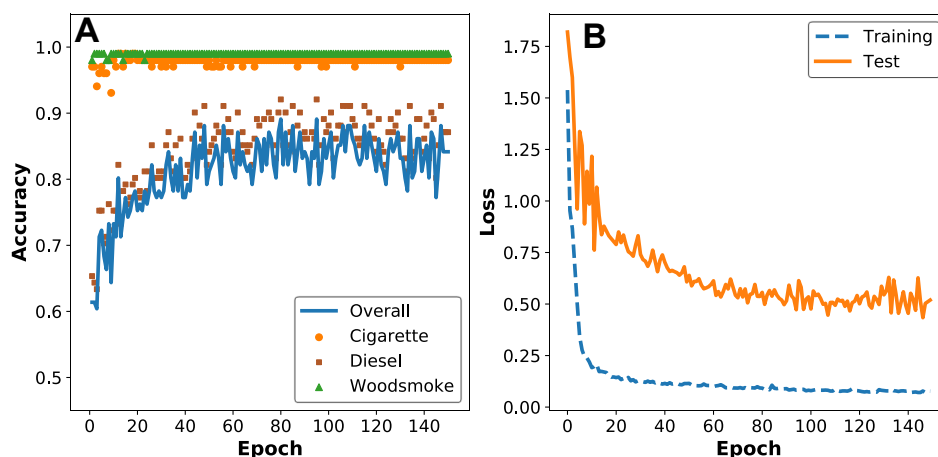 A
1.0
0.9
0.8
0.7
0.6
0.5
Accuracy
0 20 40 60 80 100 120 140
Epoch
Overall
Cigarette
Diesel
Woodsmoke
B
1.75
1.50
1.25
1.00
0.75
0.50
0.25
0.00
Loss
0 20 40 60 80 100 120 140
Epoch
Training
Test